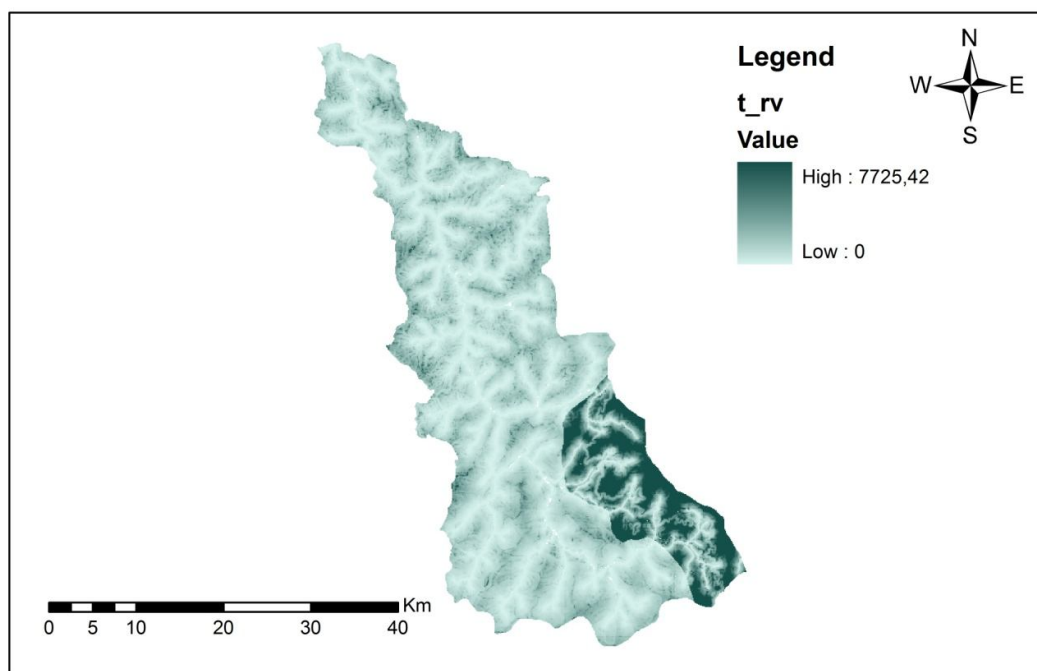 Legend
t_rv
Value
High : 7725,42
Low : 0
N
W E
S
Km
0 5 10 20 30 40